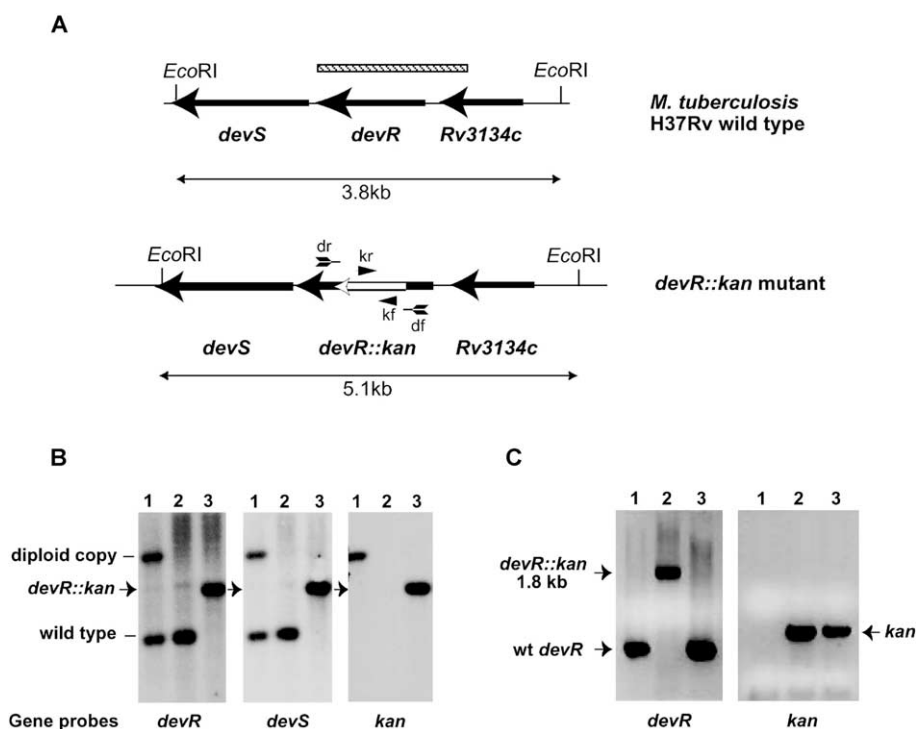 A
EcoRI
EcoRI
devS
devR
Rv3134c
M. tuberculosis
H37Rv wild type
3.8kb
EcoRI
dr
kr
EcoRI
kf
df
devR::kan mutant
devS
devR::kan
Rv3134c
5.1kb
B
1 2 3
1 2 3
1 2 3
diploid copy
devR::kan
wild type
Gene probes
devR
devS
kan
C
1 2 3
1 2 3
devR::kan
1.8 kb
wt devR
kan
devR
kan